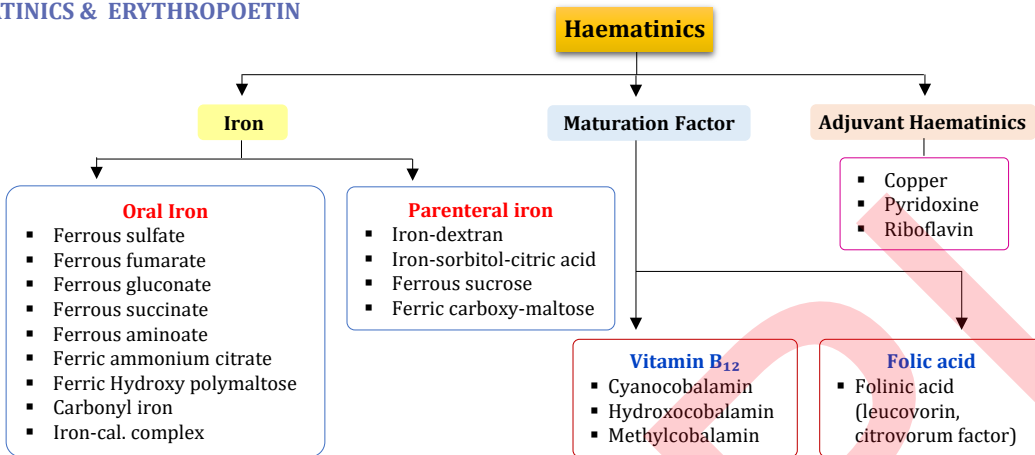 ATINICS & ERYTHROPOETIN
Haematinics
Iron
Maturation Factor
Adjuvant Haematinics
▪ Copper
▪ Pyridoxine
▪ Riboflavin
Oral Iron
▪ Ferrous sulfate
▪ Ferrous fumarate
▪ Ferrous gluconate
▪ Ferrous succinate
▪ Ferrous aminoate
▪ Ferric ammonium citrate
▪ Ferric Hydroxy polymaltose
▪ Carbonyl iron
▪ Iron-cal. complex
Parenteral iron
▪ Iron-dextran
▪ Iron-sorbitol-citric acid
▪ Ferrous sucrose
▪ Ferric carboxy-maltose
Vitamin B₁₂
▪ Cyanocobalamin
▪ Hydroxocobalamin
▪ Methylcobalamin
Folic acid
▪ Folinic acid
(leucovorin,
citrovorum factor)